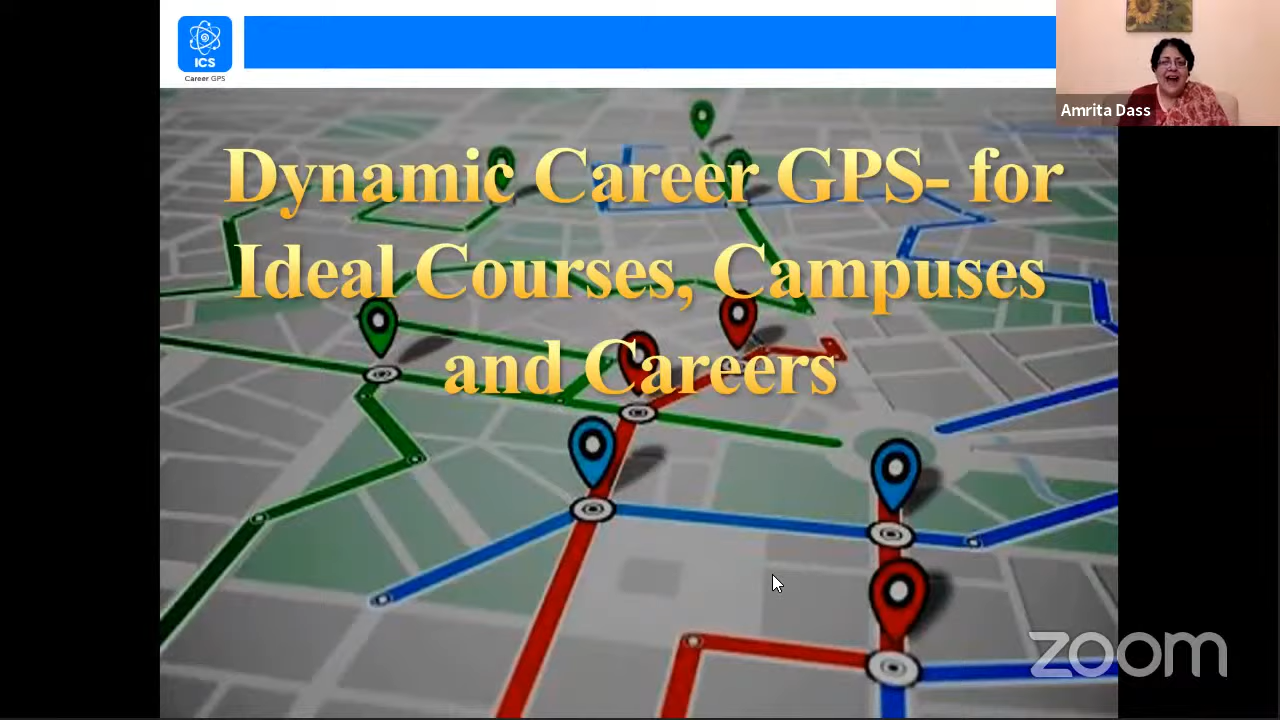 ICS
Career GPS
Amrita Dass
Dynamic Career GPS- for
Ideal Courses, Campuses
and Careers
zoom